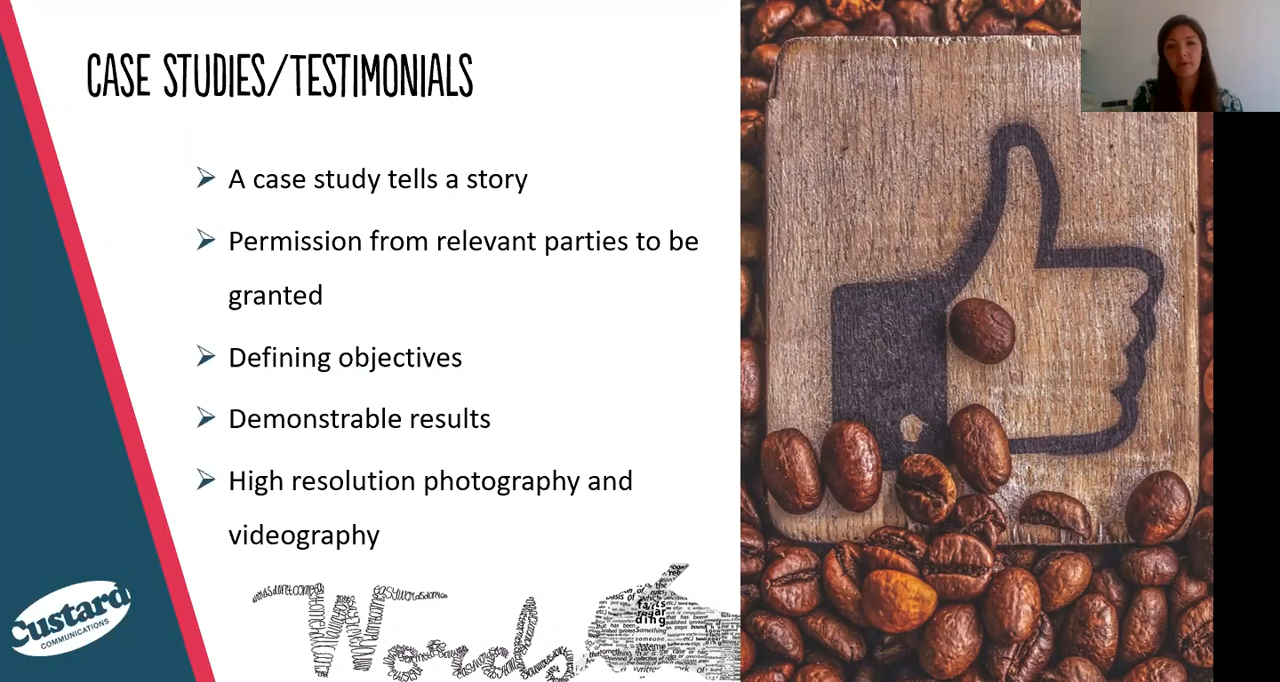 CASE STUDIES/TESTIMONIALS
A case study tells a story
Permission from relevant parties to be
granted
Defining objectives
Demonstrable results
High resolution photography and
videography
custard
COMMUNICATIONS